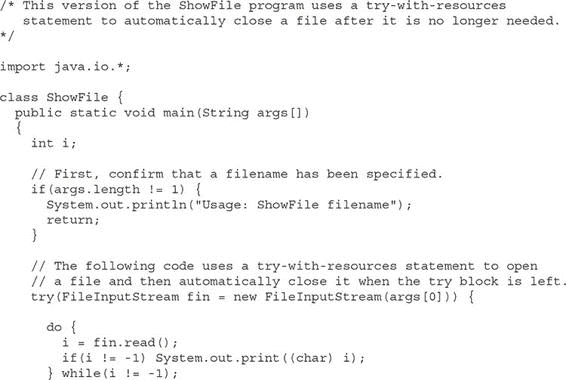 /* This version of the ShowFile program uses a try-with-resources
   statement to automatically close a file after it is no longer needed.
*/

import java.io.*;

class ShowFile {
  public static void main(String args[])
  {
    int i;

    // First, confirm that a filename has been specified.
    if(args.length != 1) {
      System.out.println("Usage: ShowFile filename");
      return;
    }

    // The following code uses a try-with-resources statement to open
    // a file and then automatically close it when the try block is left.
    try(FileInputStream fin = new FileInputStream(args[0])) {

      do {
        i = fin.read();
        if(i != -1) System.out.print((char) i);
      } while(i != -1);